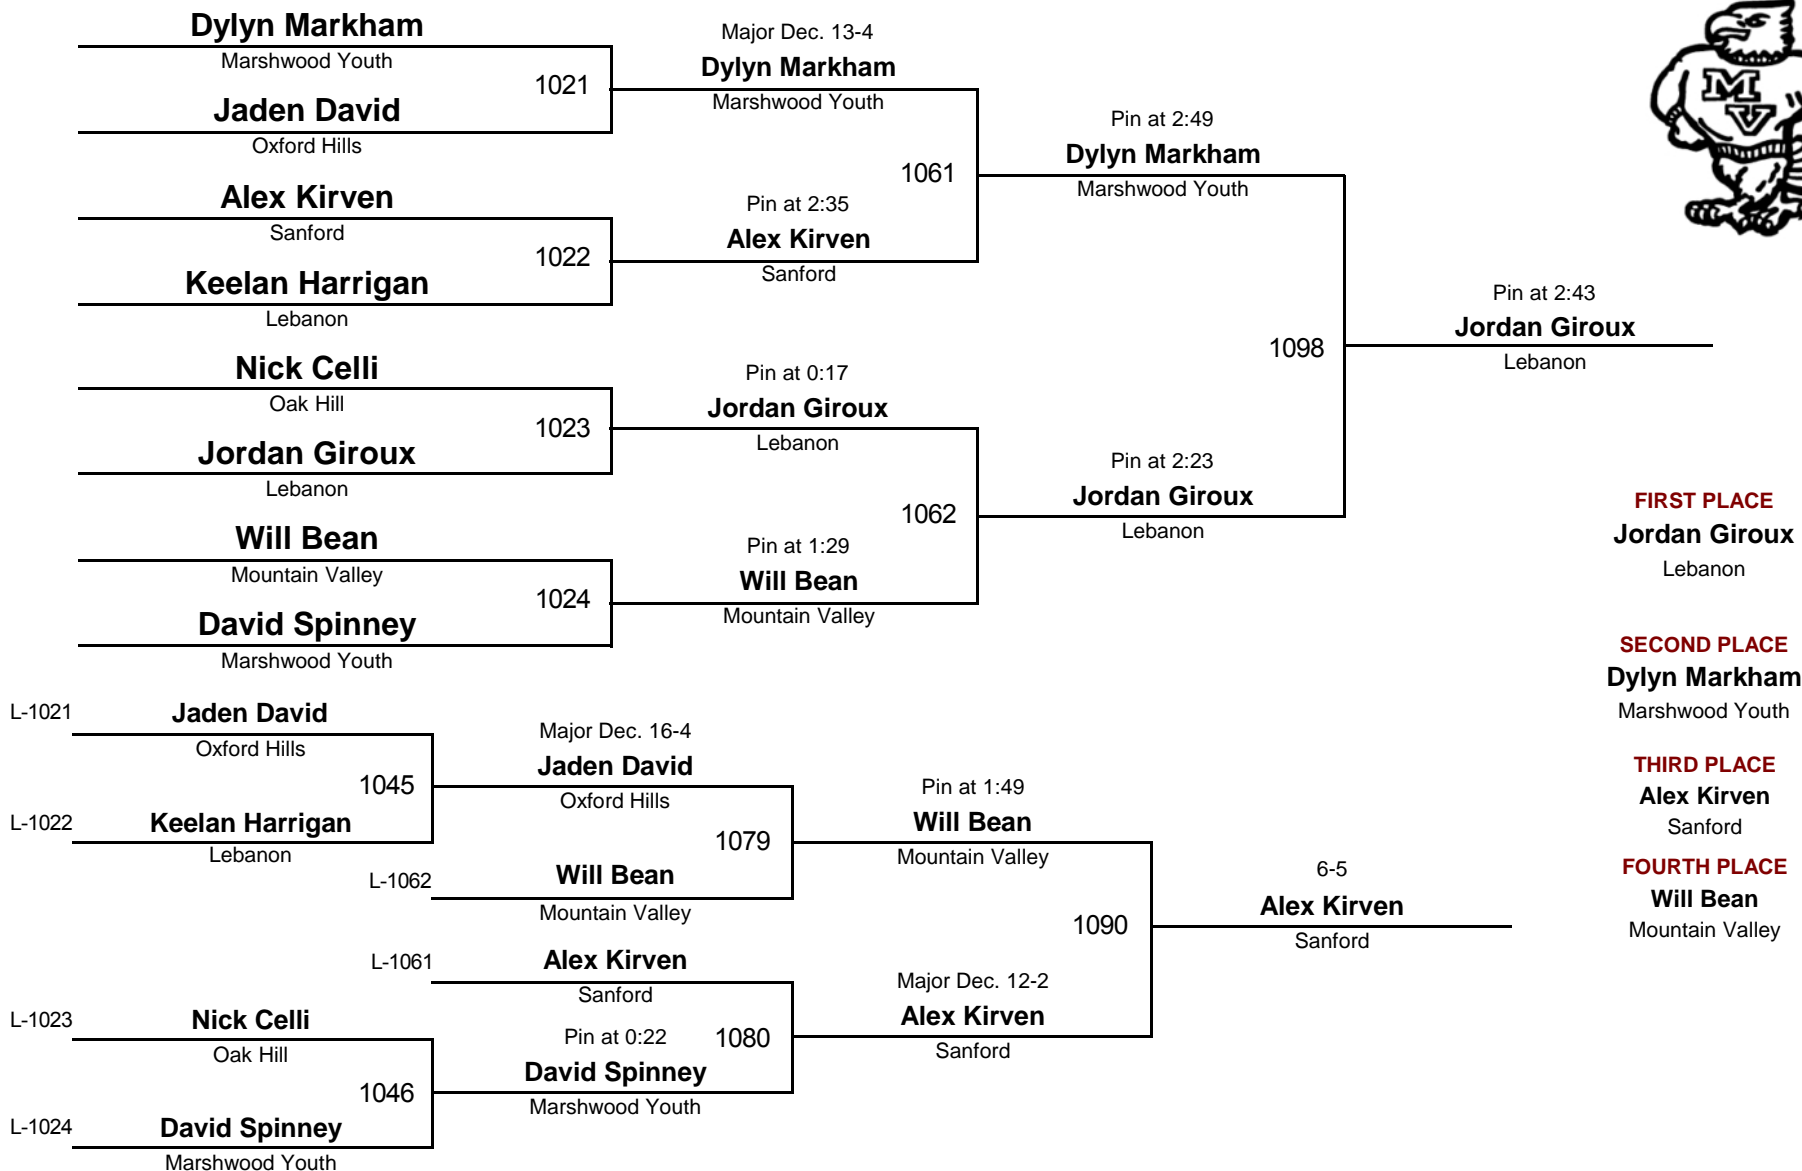 Dylyn Markham
Marshwood Youth
1021
Jaden David
Oxford Hills
Alex Kirven
Sanford
1022
Keelan Harrigan
Lebanon
Nick Celli
Oak Hill
1023
Jordan Giroux
Lebanon
Will Bean
Mountain Valley
1024
David Spinney
Marshwood Youth
Major Dec. 13-4
Dylyn Markham
Marshwood Youth
1061
Pin at 2:35
Alex Kirven
Sanford
Pin at 0:17
Jordan Giroux
Lebanon
1062
Pin at 1:29
Will Bean
Mountain Valley
Pin at 2:49
Dylyn Markham
Marshwood Youth
1098
Pin at 2:23
Jordan Giroux
Lebanon
Pin at 2:43
Jordan Giroux
Lebanon
MV
FIRST PLACE
Jordan Giroux
Lebanon
SECOND PLACE
Dylyn Markham
Marshwood Youth
THIRD PLACE
Alex Kirven
Sanford
FOURTH PLACE
Will Bean
Mountain Valley
L-1021
Jaden David
Oxford Hills
1045
L-1022
Keelan Harrigan
Lebanon
Major Dec. 16-4
Jaden David
Oxford Hills
1079
L-1062
Will Bean
Mountain Valley
L-1061
Alex Kirven
Sanford
1080
L-1023
Nick Celli
Oak Hill
1046
L-1024
David Spinney
Marshwood Youth
Pin at 0:22
David Spinney
Marshwood Youth
Pin at 1:49
Will Bean
Mountain Valley
1090
Major Dec. 12-2
Alex Kirven
Sanford
6-5
Alex Kirven
Sanford